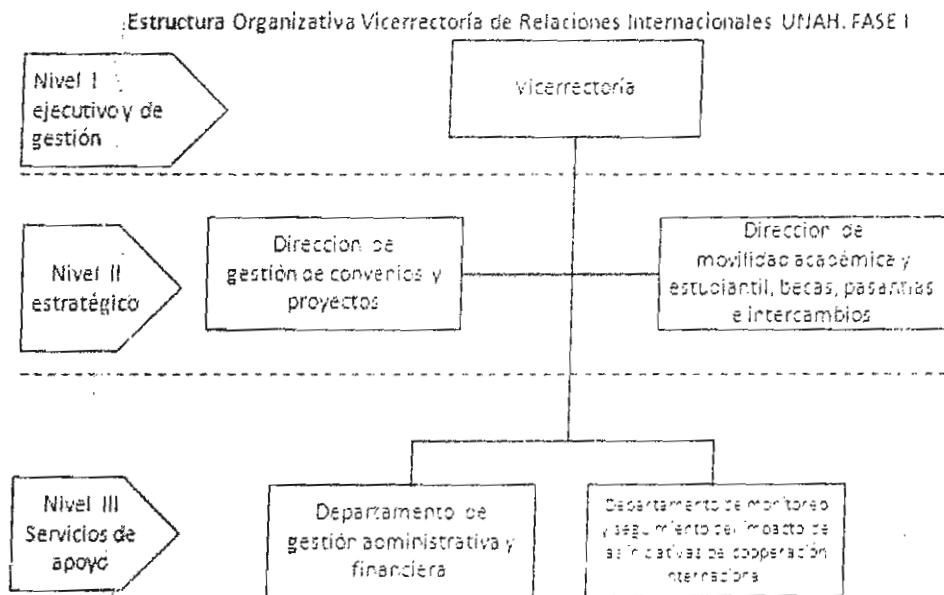 Estructura Organizativa Vicerrectoría de Relaciones Internacionales UNAH. FASE I
Nivel I
ejecutivo y de
gestión
Vicerrectoría
Nivel II
estratégico
Direccion de
gestión de convenios y
proyectos
Direccion de
movilidad académica y
estudiantil, becas, pasantías
e intercambios
Nivel III
Servicios de
apoyo
Departamento de
gestión administrativa y
financiera
Departamento de monitoreo
y seguimiento del impacto de
las iniciativas de cooperación
internacional